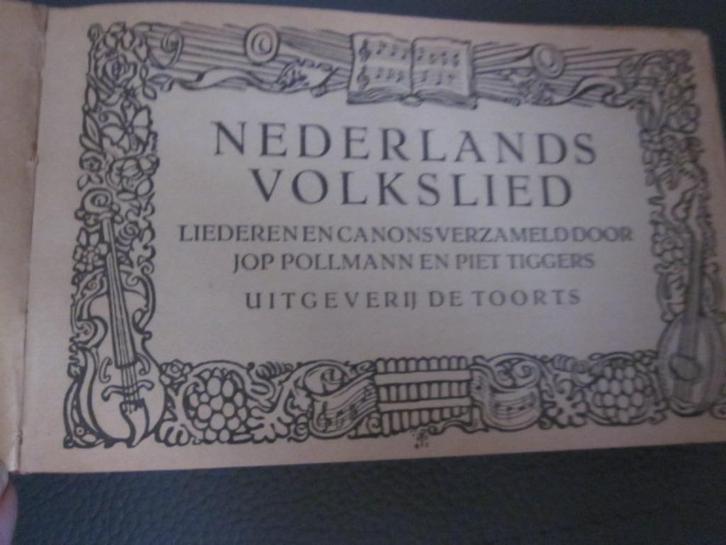 NEDERLANDS
VOLKSLIED
LIEDEREN EN CANONS VERZAMELD DOOR
JOP POLLMANN EN PIET TIGGERS
UITGEVERIJ DE TOORTS